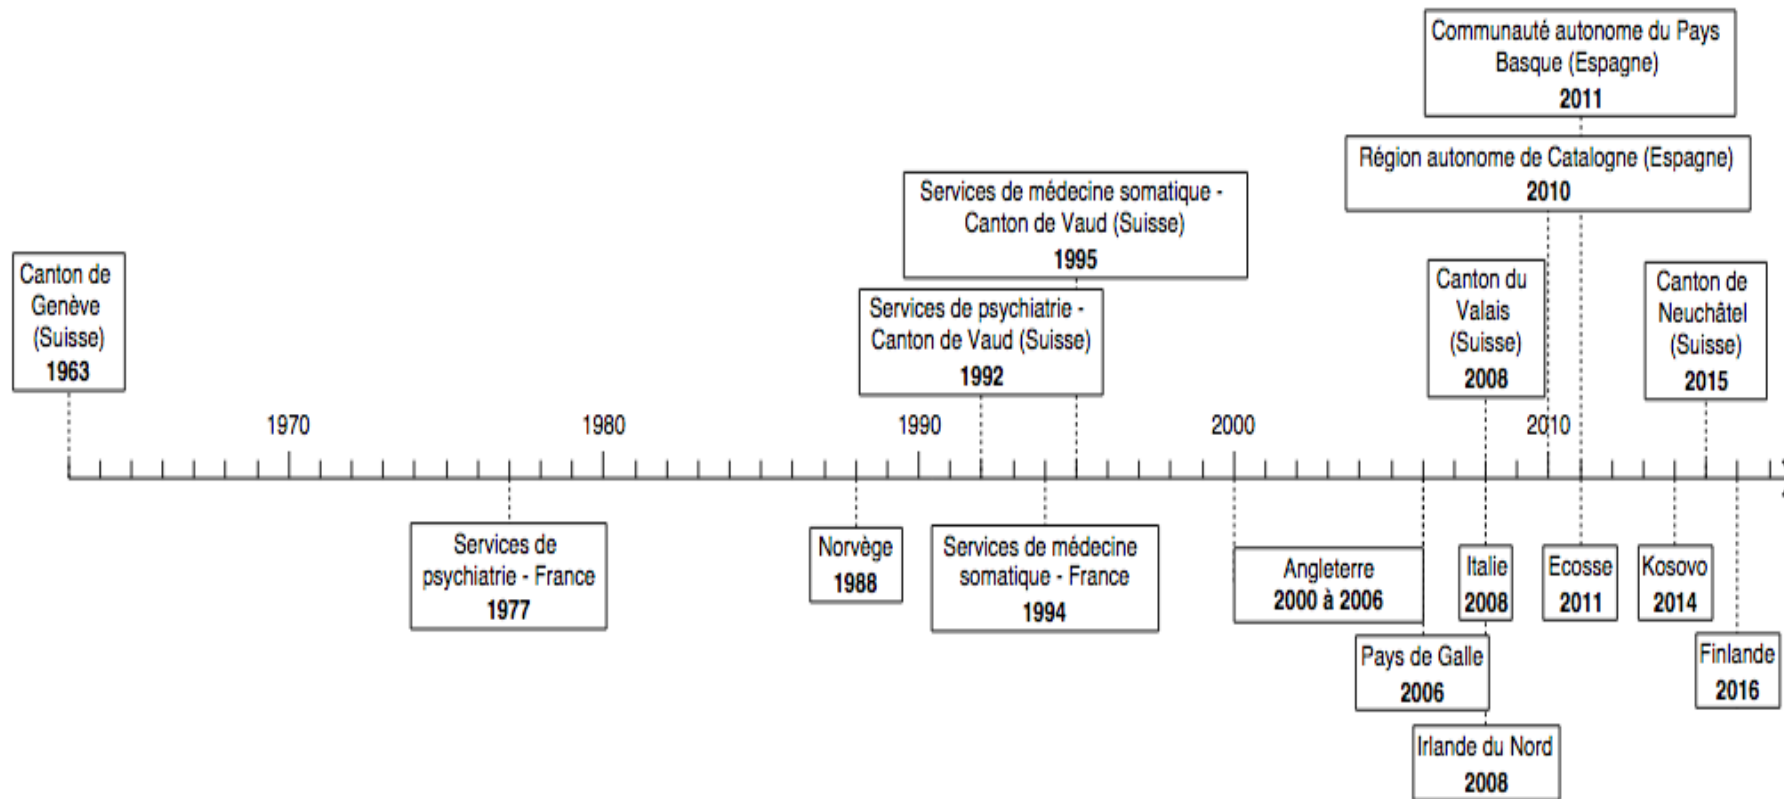 Communauté autonome du Pays
Basque (Espagne)
2011
Région autonome de Catalogne (Espagne)
2010
Services de médecine somatique -
Canton de Vaud (Suisse)
1995
Canton de
Genève
(Suisse)
1963
Services de psychiatrie -
Canton de Vaud (Suisse)
1992
Canton du
Valais
(Suisse)
2008
Canton de
Neuchâtel
(Suisse)
2015
1970
1980
1990
2000
2010
Services de
psychiatrie - France
1977
Norvège
1988
Services de médecine
somatique - France
1994
Angleterre
2000 à 2006
Italie
2008
Ecosse
2011
Kosovo
2014
Pays de Galle
2006
Finlande
2016
Irlande du Nord
2008